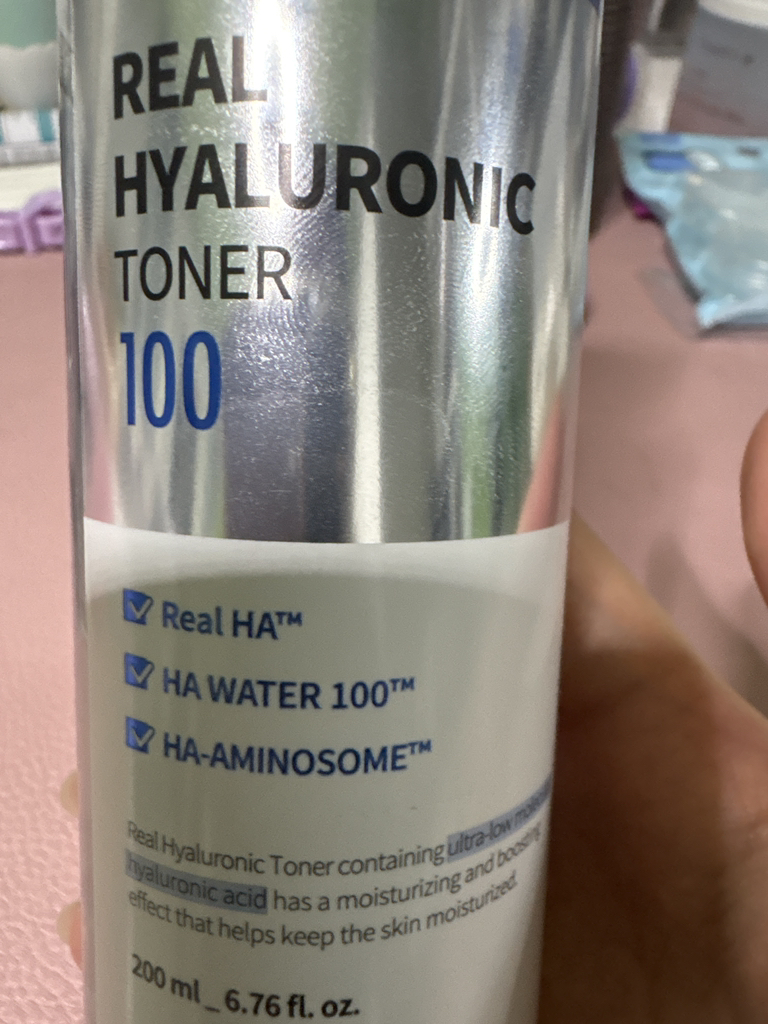 REAL
HYALURONIC
TONER
100
Real HA™
HA WATER 100™
HA-AMINOSOME™
Real Hyaluronic Toner containing ultra-low
hyaluronic acid has a moisturizing and boosting
effect that helps keep the skin moisturized.
200 ml _ 6.76 fl. oz.